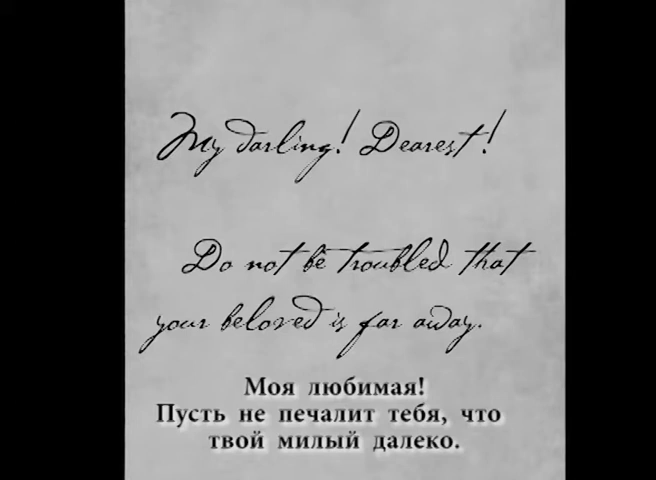 My darling! Dearest!
Do not be troubled that
your beloved is far away.
Моя любимая!
Пусть не печалит тебя, что
твой милый далеко.